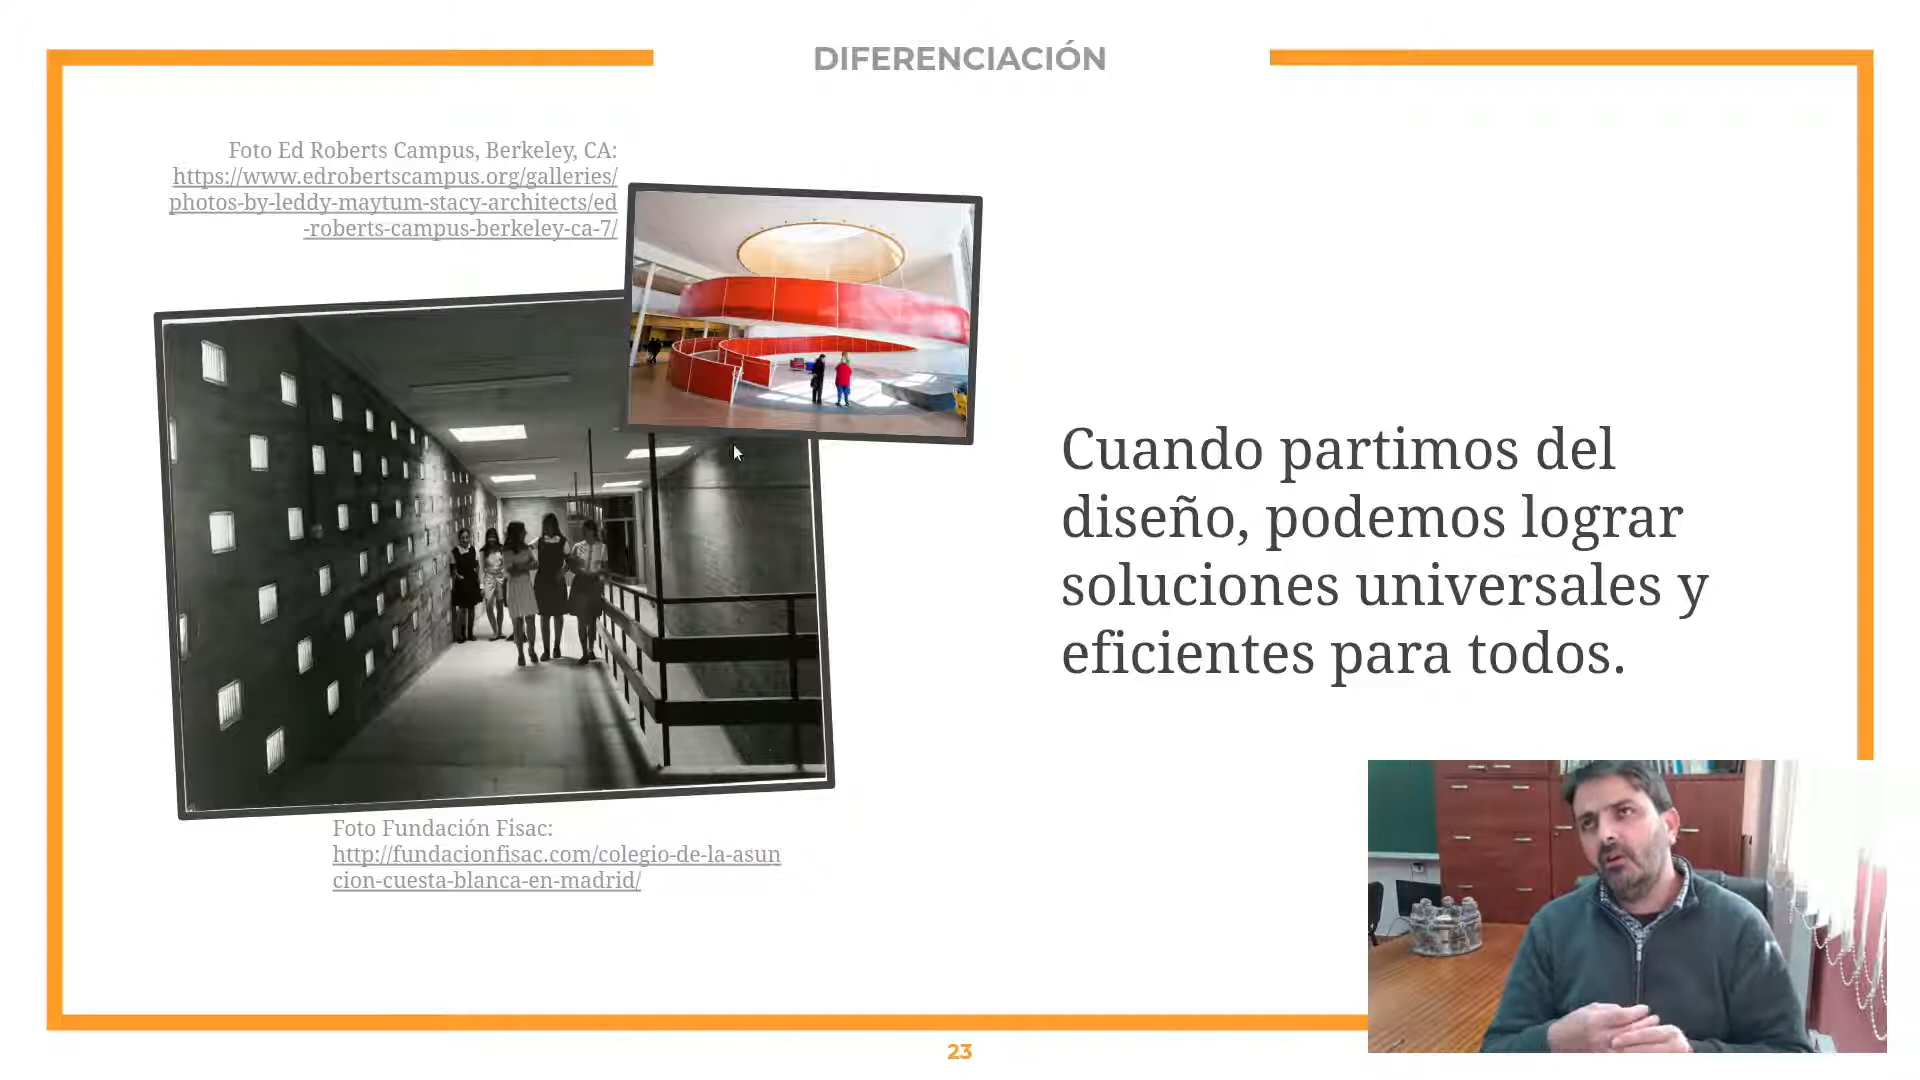 DIFERENCIACIÓN
Foto Ed Roberts Campus, Berkeley, CA:
https://www.edrobertscampus.org/galleries/
photos-by-leddy-maytum-stacy-architects/ed
-roberts-campus-berkeley-ca-7/
Cuando partimos del
diseño, podemos lograr
soluciones universales y
eficientes para todos.
Foto Fundación Fisac:
http://fundacionfisac.com/colegio-de-la-asun
cion-cuesta-blanca-en-madrid/
23